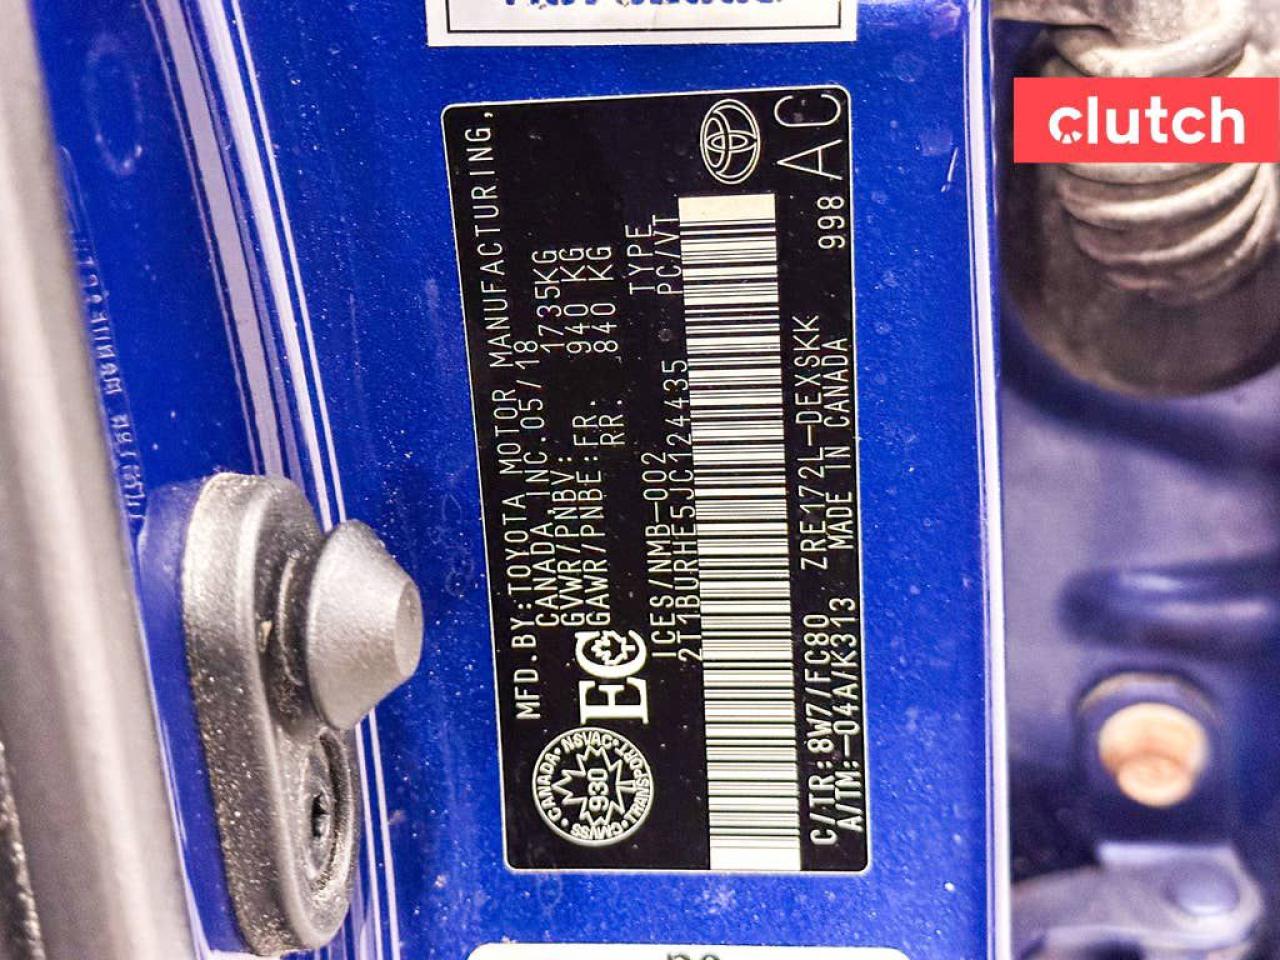 clutch
MFD.BY:TOYOTA MOTOR MANUFACTURING,
CANADA INC. 05/18
GVWR/PNBV: 1735KG
GAWR/PNBE:FR. 940 KG
RR. 840 KG
EC
ICES/NMB-002 TYPE
2T1BURHE5JC124435 PC/VT
CANADA • NSVAC • TRANSPORT • CMVSS
930
C/TR:8W7/FC80 ZRE172L-DEXSKK 998 AC
A/TM:-04A/K313 MADE IN CANADA